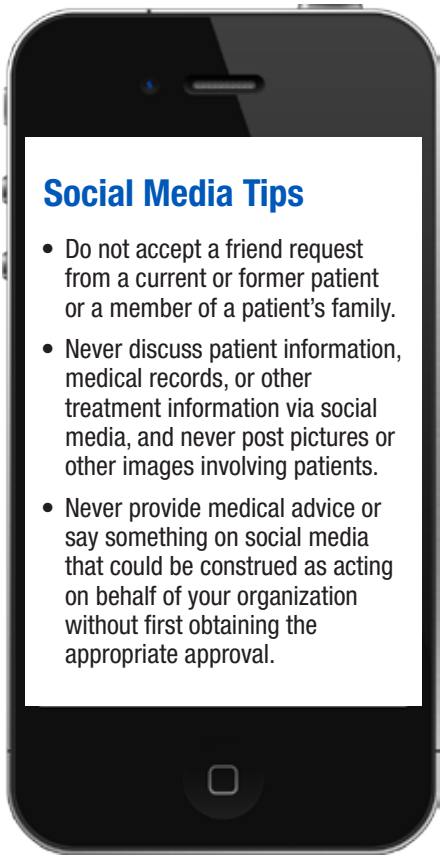 Social Media Tips
• Do not accept a friend request
from a current or former patient
or a member of a patient's family.
• Never discuss patient information,
medical records, or other
treatment information via social
media, and never post pictures or
other images involving patients.
• Never provide medical advice or
say something on social media
that could be construed as acting
on behalf of your organization
without first obtaining the
appropriate approval.